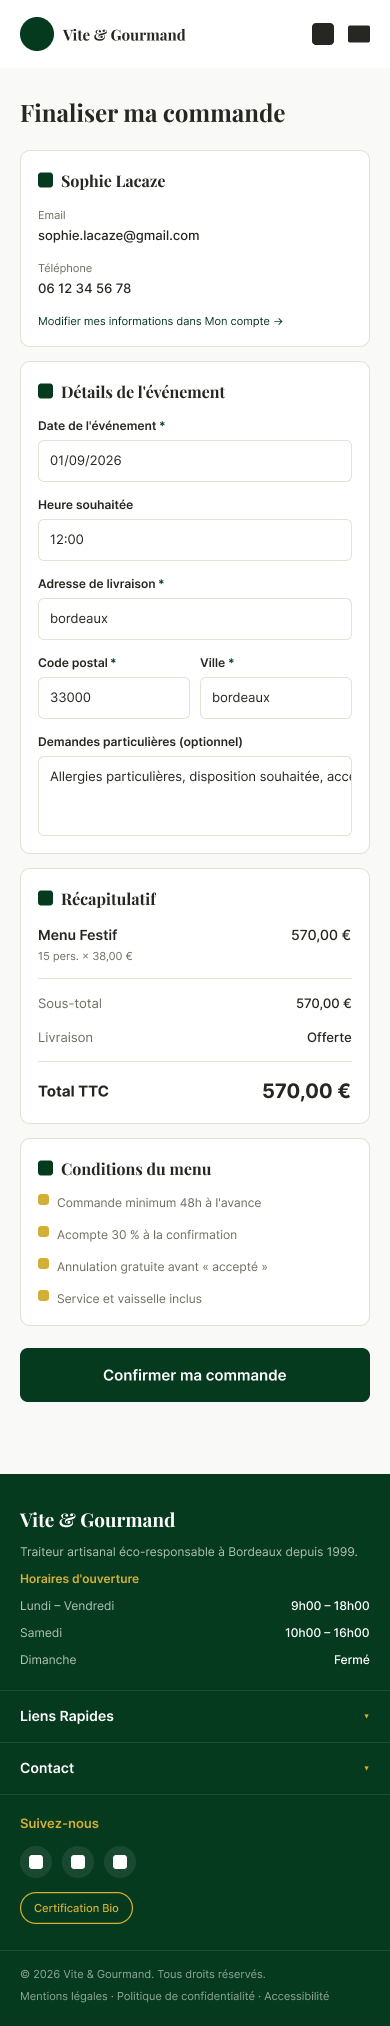 Vite & Gourmand
Finaliser ma commande
Sophie Lacaze
Email
sophie.lacaze@gmail.com
Téléphone
06 12 34 56 78
Modifier mes informations dans Mon compte →
Détails de l'événement
Date de l'événement *
01/09/2026
Heure souhaitée
12:00
Adresse de livraison *
bordeaux
Code postal * Ville *
33000 bordeaux
Demandes particulières (optionnel)
Allergies particulières, disposition souhaitée, acc
Récapitulatif
Menu Festif 570,00 €
15 pers. × 38,00 €
Sous-total 570,00 €
Livraison Offerte
Total TTC 570,00 €
Conditions du menu
Commande minimum 48h à l'avance
Acompte 30 % à la confirmation
Annulation gratuite avant « accepté »
Service et vaisselle inclus
Confirmer ma commande
Vite & Gourmand
Traiteur artisanal éco-responsable à Bordeaux depuis 1999.
Horaires d'ouverture
Lundi – Vendredi 9h00 – 18h00
Samedi 10h00 – 16h00
Dimanche Fermé
Liens Rapides ▾
Contact ▾
Suivez-nous
Certification Bio
© 2026 Vite & Gourmand. Tous droits réservés.
Mentions légales · Politique de confidentialité · Accessibilité